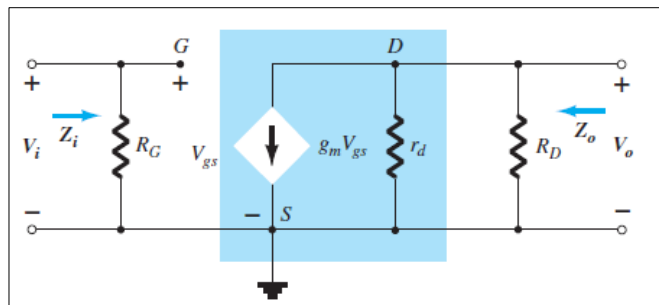 G D
+ + +
Vi Zi RG Vgs gmVgs rd RD Zo Vo
− − S −